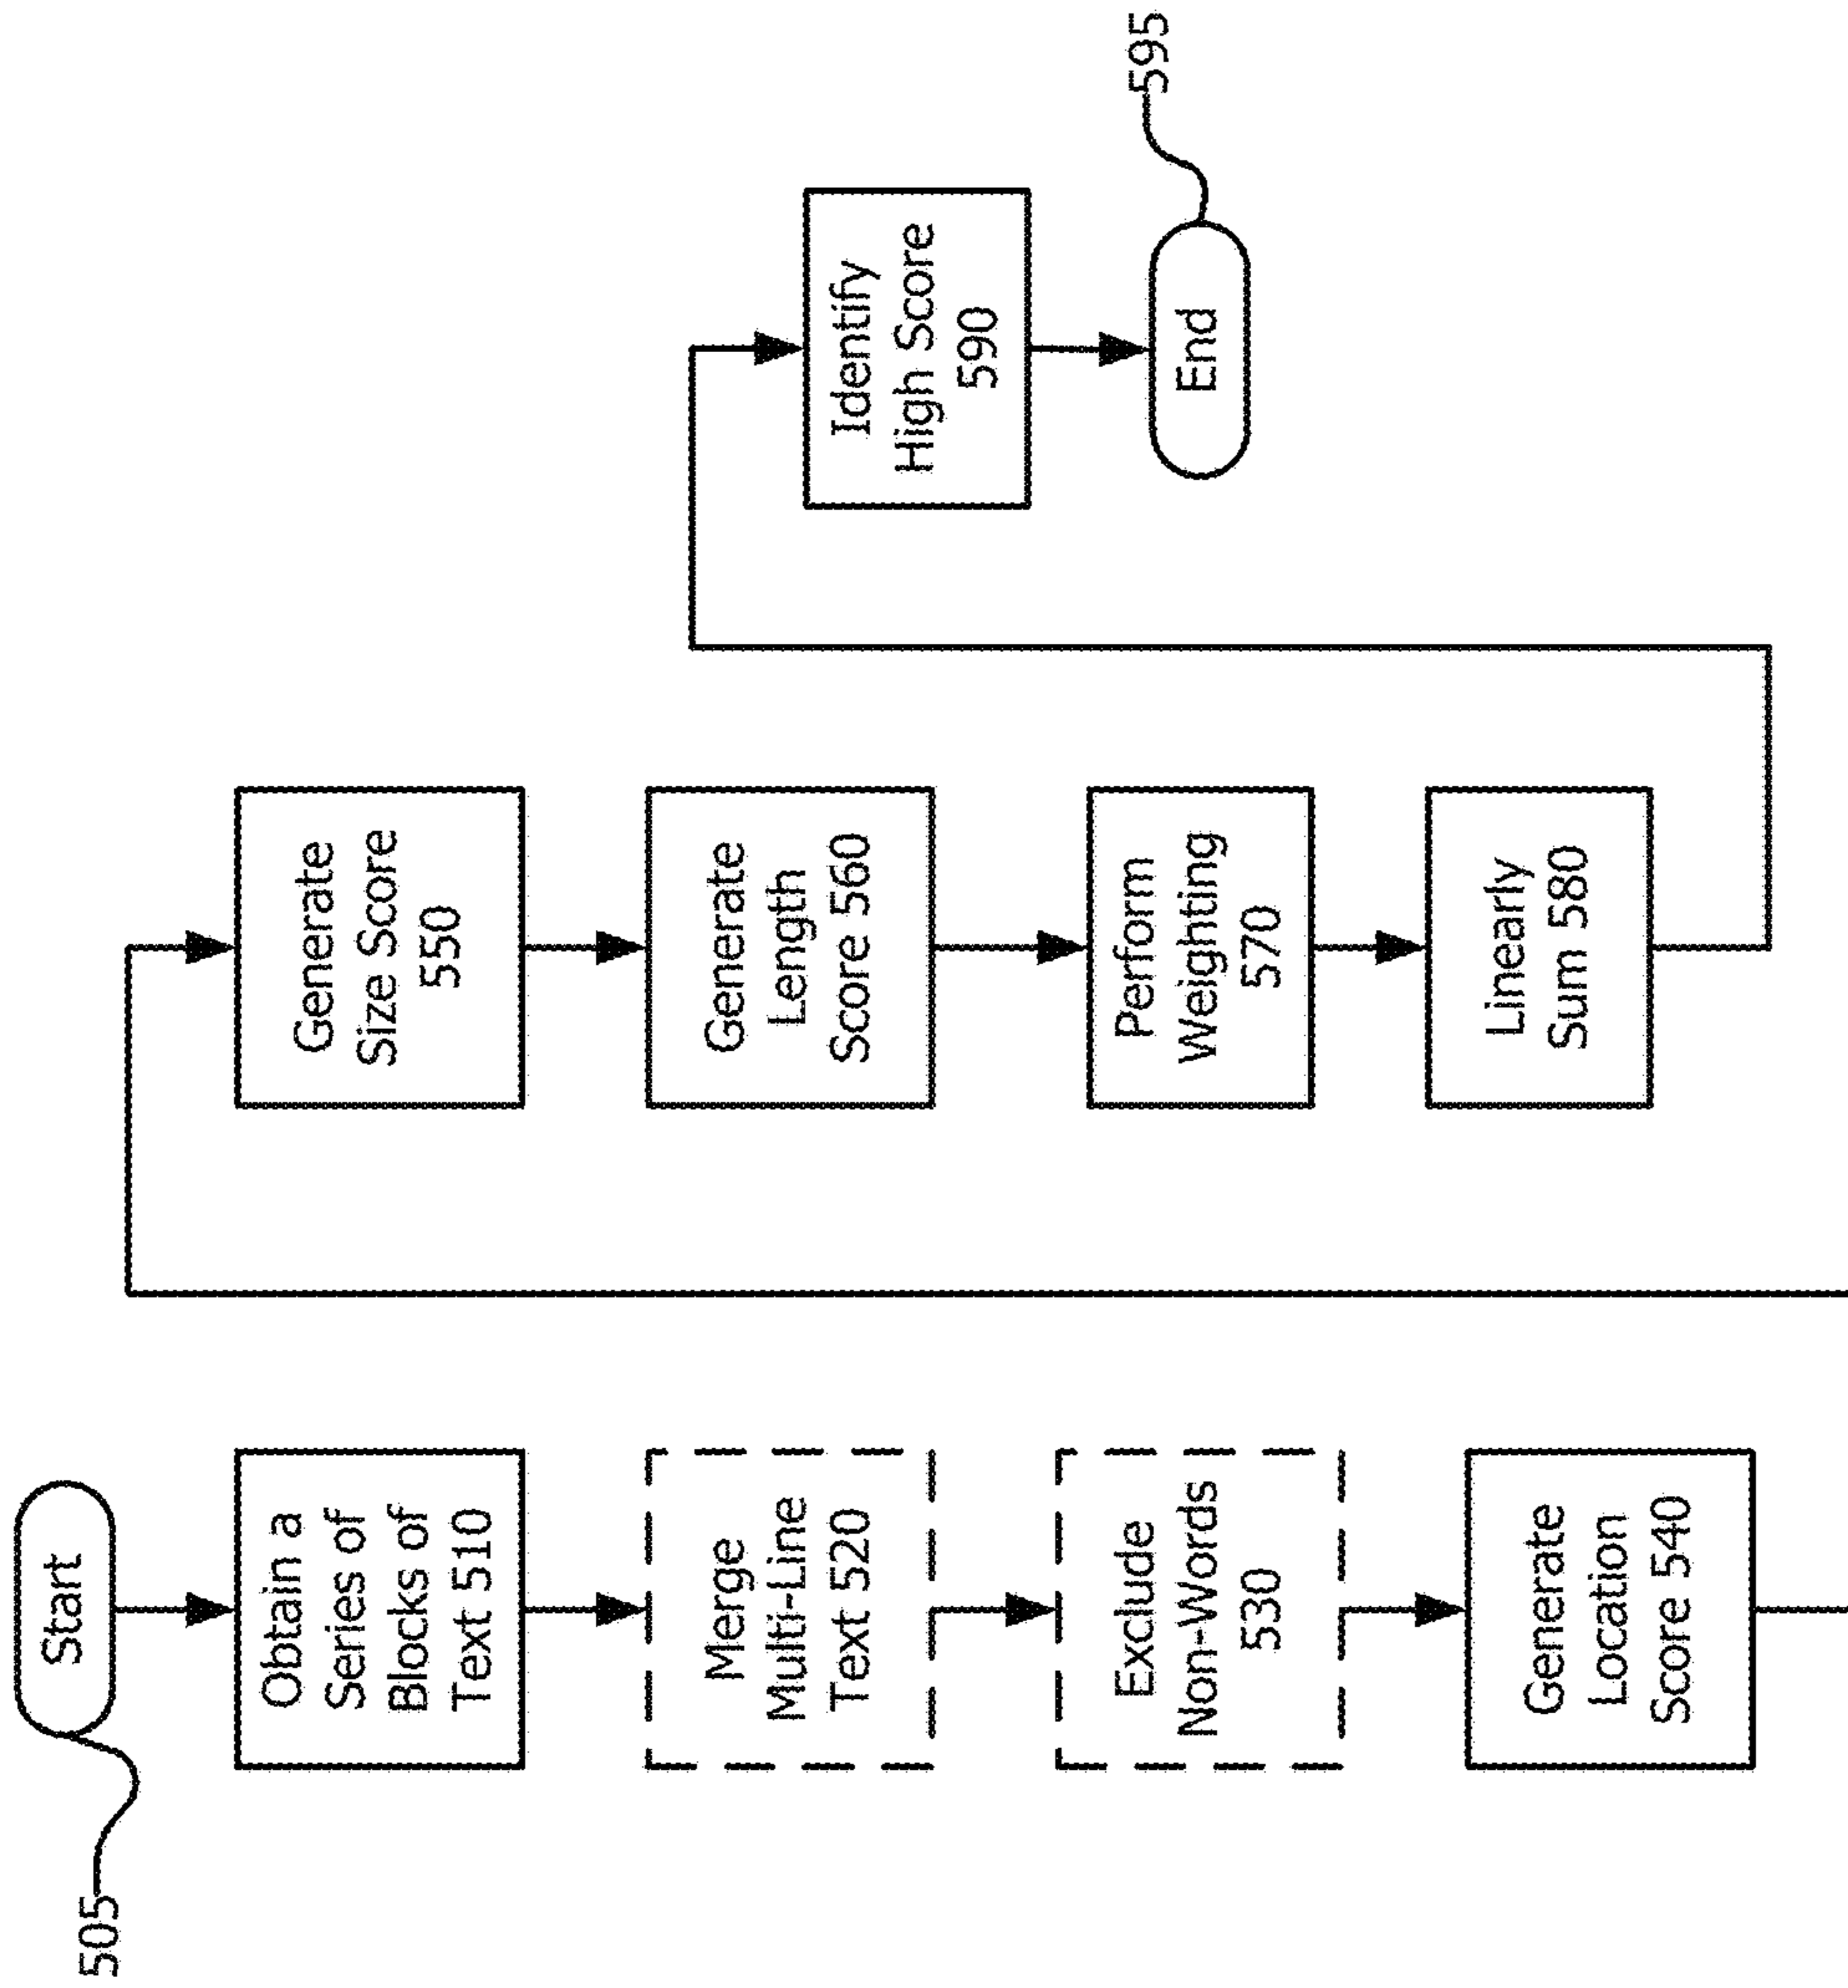 505
Start
Obtain a
Series of
Blocks of
Text 510
Merge
Multi-Line
Text 520
Exclude
Non-Words
530
Generate
Location
Score 540
Generate
Size Score
550
Generate
Length
Score 560
Perform
Weighting
570
Linearly
Sum 580
Identify
High Score
590
End
595